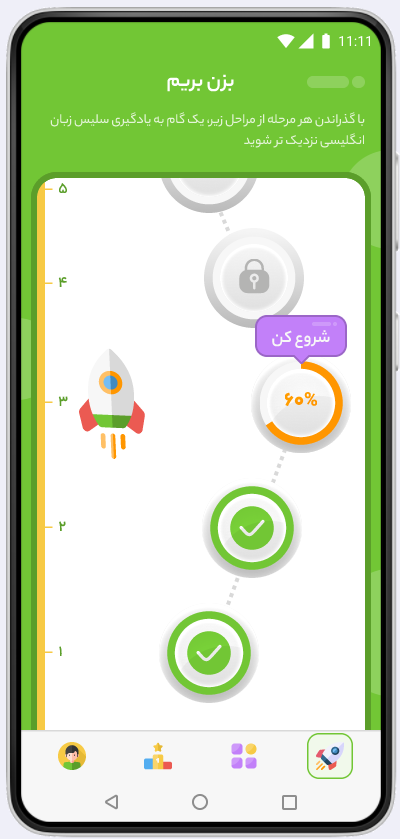 11:11
بزن بریم
با گذراندن هر مرحله از مراحل زیر، یک گام به یادگیری سلیس زبان
انگلیسی نزدیک تر شوید
۵
۴
شروع کن
۳
۶۰%
۲
۱